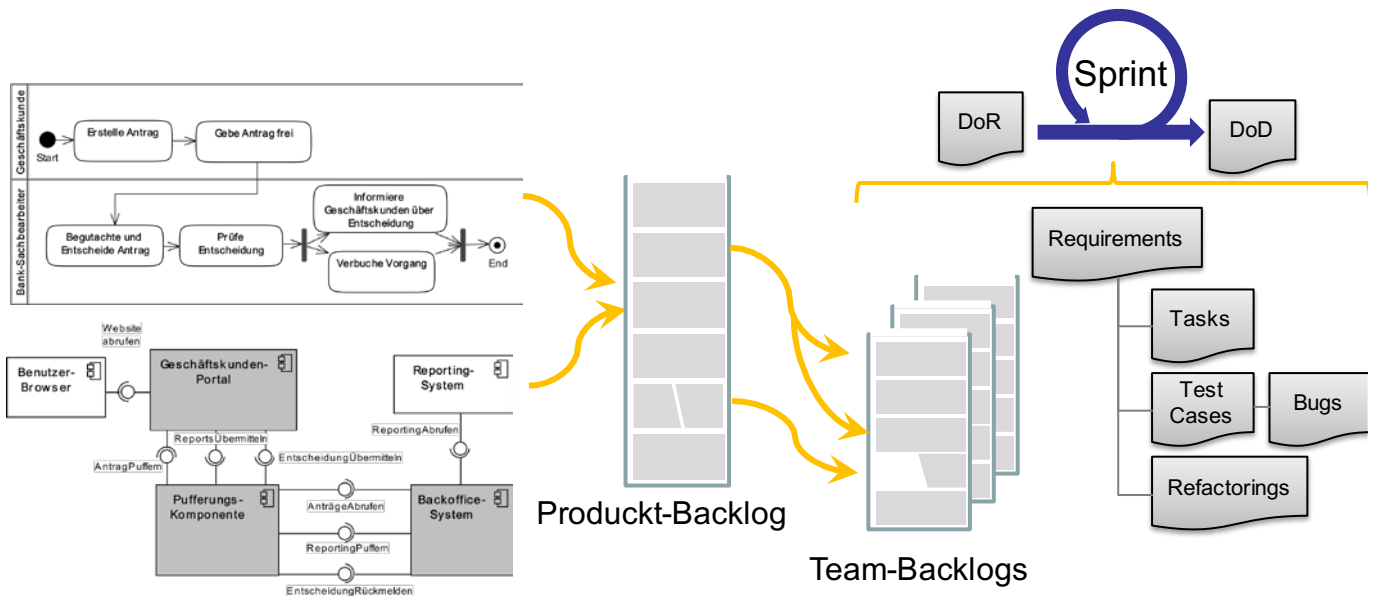 Geschäftskunde
Start
Erstelle Antrag
Gebe Antrag frei
Bank-Sachbearbeiter
Begutachte und
Entscheide Antrag
Prüfe
Entscheidung
Informiere
Geschäftskunden über
Entscheidung
Verbuche Vorgang
End
Website
abrufen
Benutzer-
Browser
Geschäftskunden-
Portal
Reporting-
System
ReportsÜbermitteln
ReportingAbrufen
AntragPuffern
EntscheidungÜbermitteln
Pufferungs-
Komponente
AnträgeAbrufen
Backoffice-
System
ReportingPuffern
EntscheidungRückmelden
Produckt-Backlog
Team-Backlogs
Sprint
DoR
DoD
Requirements
Tasks
Test
Cases
Bugs
Refactorings